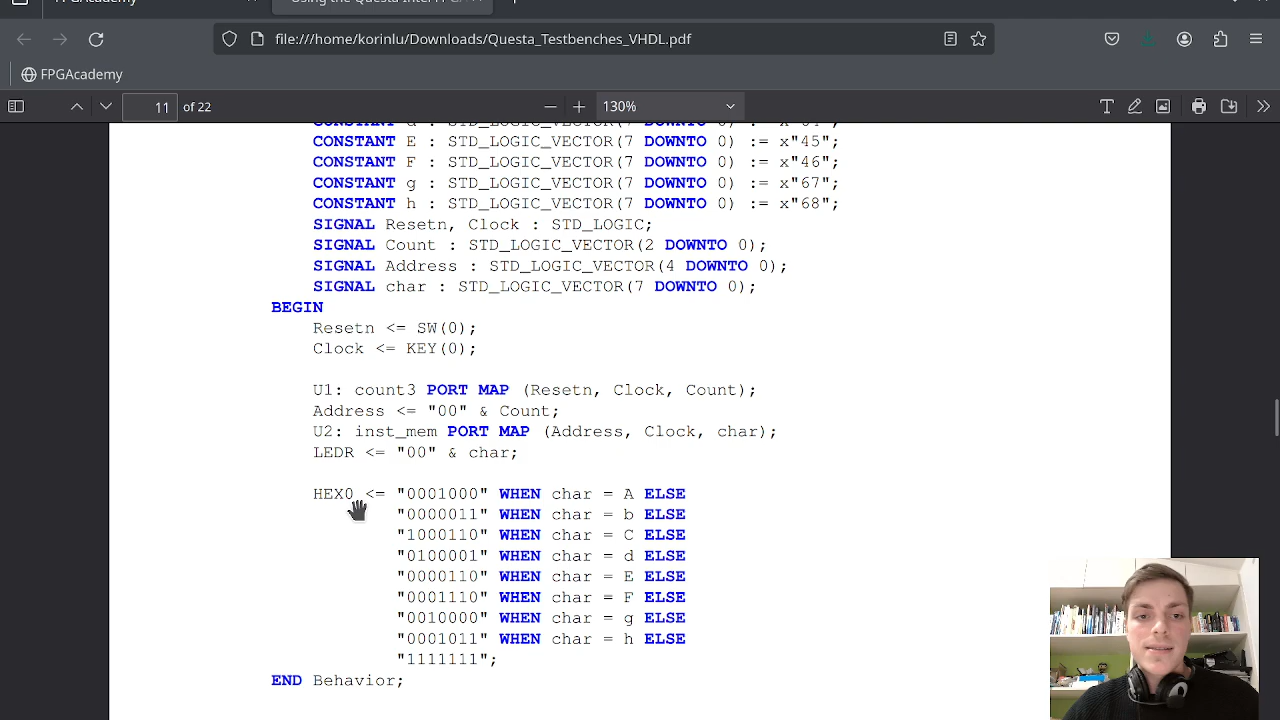 FPGAcademy
Using the Questa Intel FPGA
file:///home/korinlu/Downloads/Questa_Testbenches_VHDL.pdf
FPGAcademy
11 of 22
130%
CONSTANT E : STD_LOGIC_VECTOR(7 DOWNTO 0) := x"45";
CONSTANT F : STD_LOGIC_VECTOR(7 DOWNTO 0) := x"46";
CONSTANT g : STD_LOGIC_VECTOR(7 DOWNTO 0) := x"67";
CONSTANT h : STD_LOGIC_VECTOR(7 DOWNTO 0) := x"68";
SIGNAL Resetn, Clock : STD_LOGIC;
SIGNAL Count : STD_LOGIC_VECTOR(2 DOWNTO 0);
SIGNAL Address : STD_LOGIC_VECTOR(4 DOWNTO 0);
SIGNAL char : STD_LOGIC_VECTOR(7 DOWNTO 0);
BEGIN
Resetn <= SW(0);
Clock <= KEY(0);
U1: count3 PORT MAP (Resetn, Clock, Count);
Address <= "00" & Count;
U2: inst_mem PORT MAP (Address, Clock, char);
LEDR <= "00" & char;
HEX0 <= "0001000" WHEN char = A ELSE
"0000011" WHEN char = b ELSE
"1000110" WHEN char = C ELSE
"0100001" WHEN char = d ELSE
"0000110" WHEN char = E ELSE
"0001110" WHEN char = F ELSE
"0010000" WHEN char = g ELSE
"0001011" WHEN char = h ELSE
"1111111";
END Behavior;